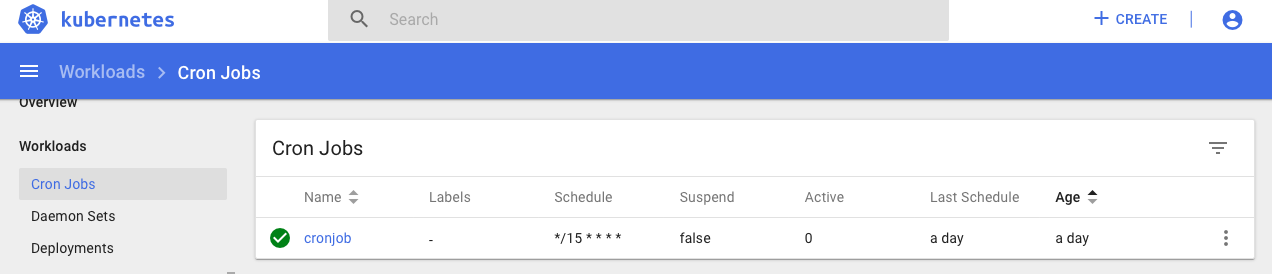 kubernetes
Search
+ CREATE |
Workloads > Cron Jobs
Overview
Workloads
Cron Jobs
Daemon Sets
Deployments
Cron Jobs
Name Labels Schedule Suspend Active Last Schedule Age
cronjob - */15 * * * * false 0 a day a day